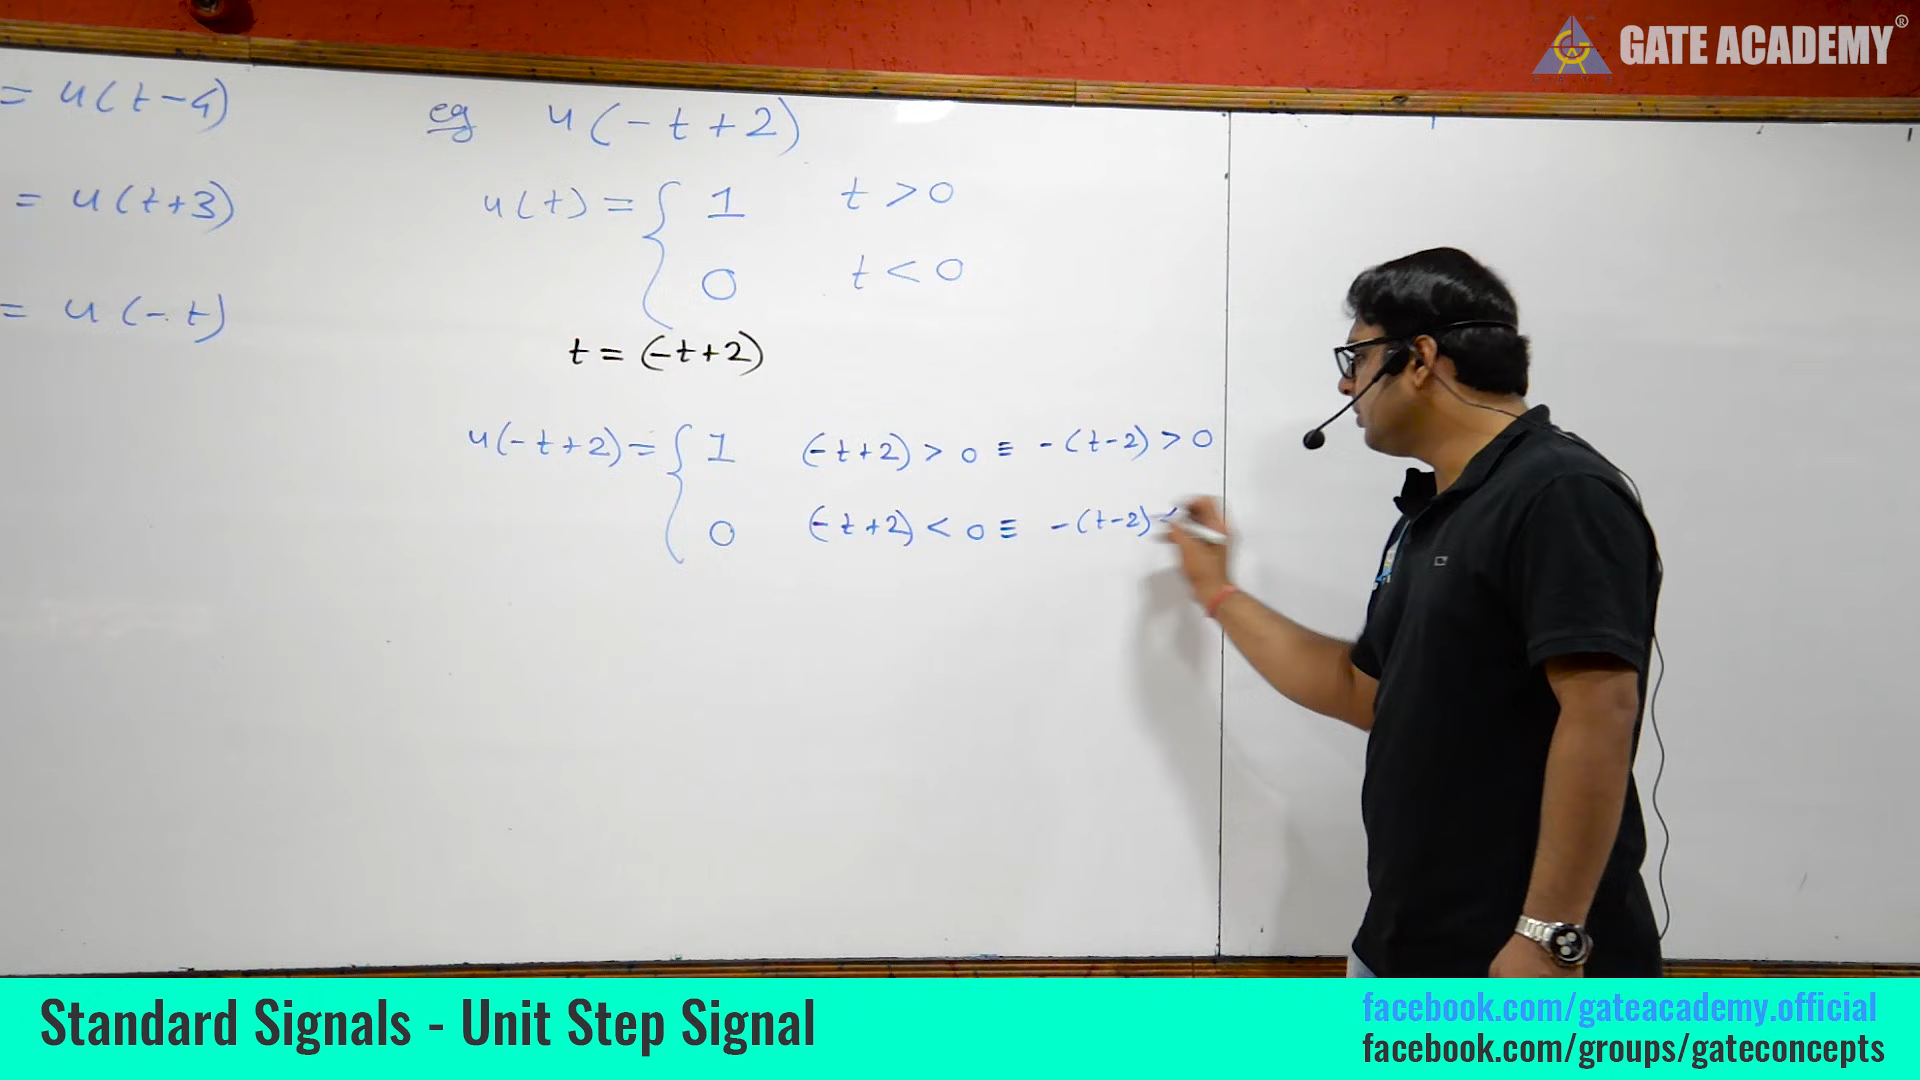 GATE ACADEMY®
= u(t-4)
= u(t+3)
= u(-t)
eg u(-t+2)
u(t) = { 1 t > 0
0 t < 0
t = (-t+2)
u(-t+2) = { 1 (-t+2) > 0 ≡ -(t-2) > 0
0 (-t+2) < 0 ≡ -(t-2) <
Standard Signals - Unit Step Signal
facebook.com/gateacademy.official
facebook.com/groups/gateconcepts